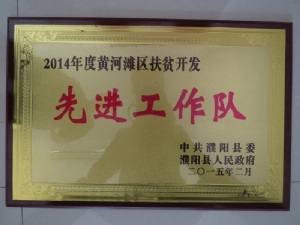 2014年度黄河滩区扶贫开发
先进工作队
中共濮阳县委
濮阳县人民政府
二〇一五年二月